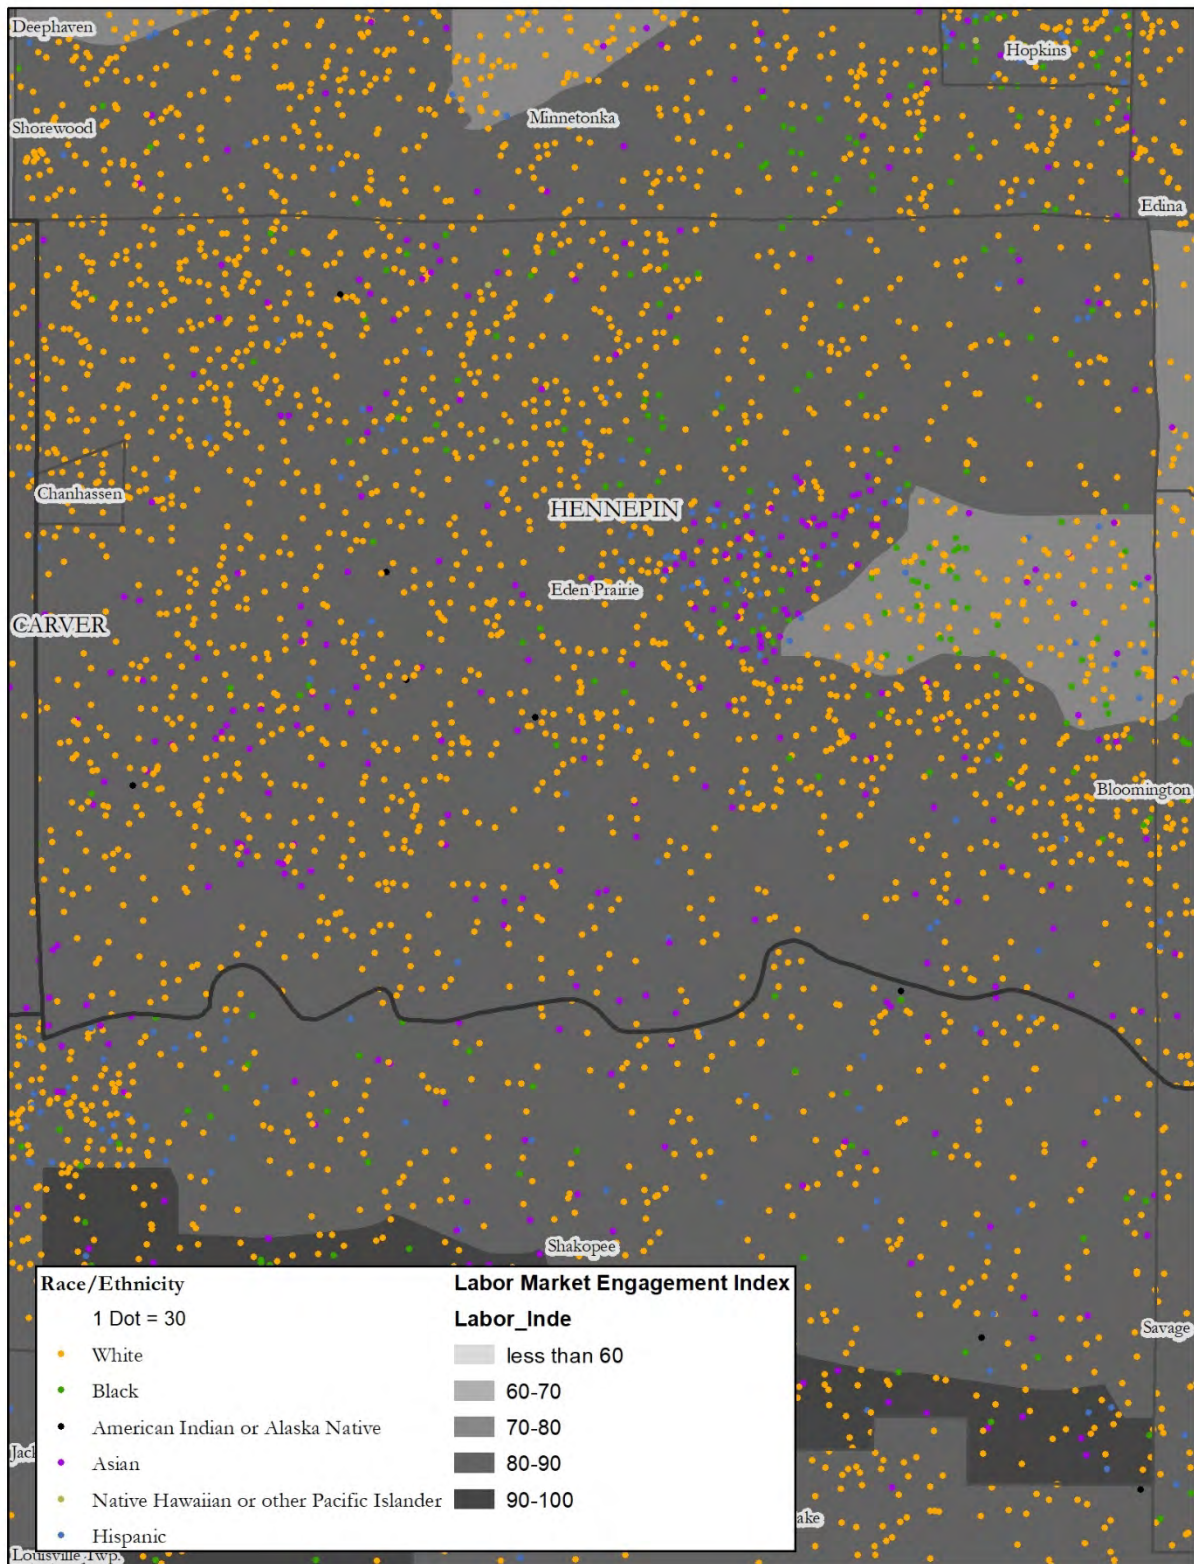 Deephaven
Hopkins
Minnetonka
Shorewood
Edina
Chanhassen
HENNEPIN
Eden Prairie
CARVER
Bloomington
Shakopee
Savage
Race/Ethnicity
1 Dot = 30
White
Black
American Indian or Alaska Native
Asian
Native Hawaiian or other Pacific Islander
Hispanic
Labor Market Engagement Index
Labor_Inde
less than 60
60-70
70-80
80-90
90-100
Jack
ake
Louisville Twp.